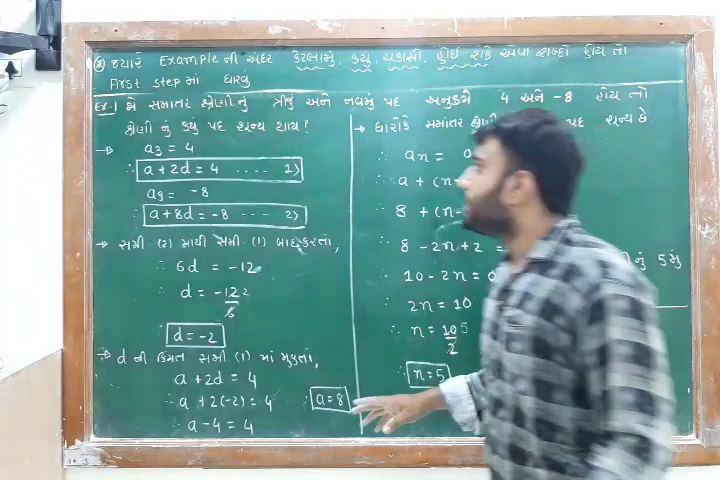 * જ્યારે Example ની અંદર કેટલામું, કયું, ચકાસો, હોઈ શકે એવા શબ્દો હોય તો
First step માં ધારવું
Ex.1 જો સમાંતર શ્રેણીનું ત્રીજું અને નવમું પદ અનુક્રમે 4 અને -8 હોય તો
શ્રેણી નું કયું પદ શૂન્ય થાય?
→ a3 = 4
∴ a + 2d = 4 .... 1)
a9 = -8
∴ a + 8d = -8 .... 2)
→ સમી (2) માંથી સમી (1) બાદ કરતાં,
∴ 6d = -12
∴ d = -12 2 / 6
∴ d = -2
→ d ની કિંમત સમી (1) માં મુકતાં,
a + 2d = 4
∴ a + 2(-2) = 4
∴ a - 4 = 4
∴ a = 8
→ ધારોકે સમાંતર પદ શૂન્ય છે.
∴ an = 0
∴ a + (n-
∴ 8 + (n-
∴ 8 - 2n + 2 =
∴ 10 - 2n = 0
∴ 2n = 10
∴ n = 10 5 / 2
∴ n = 5
નું 5 મું